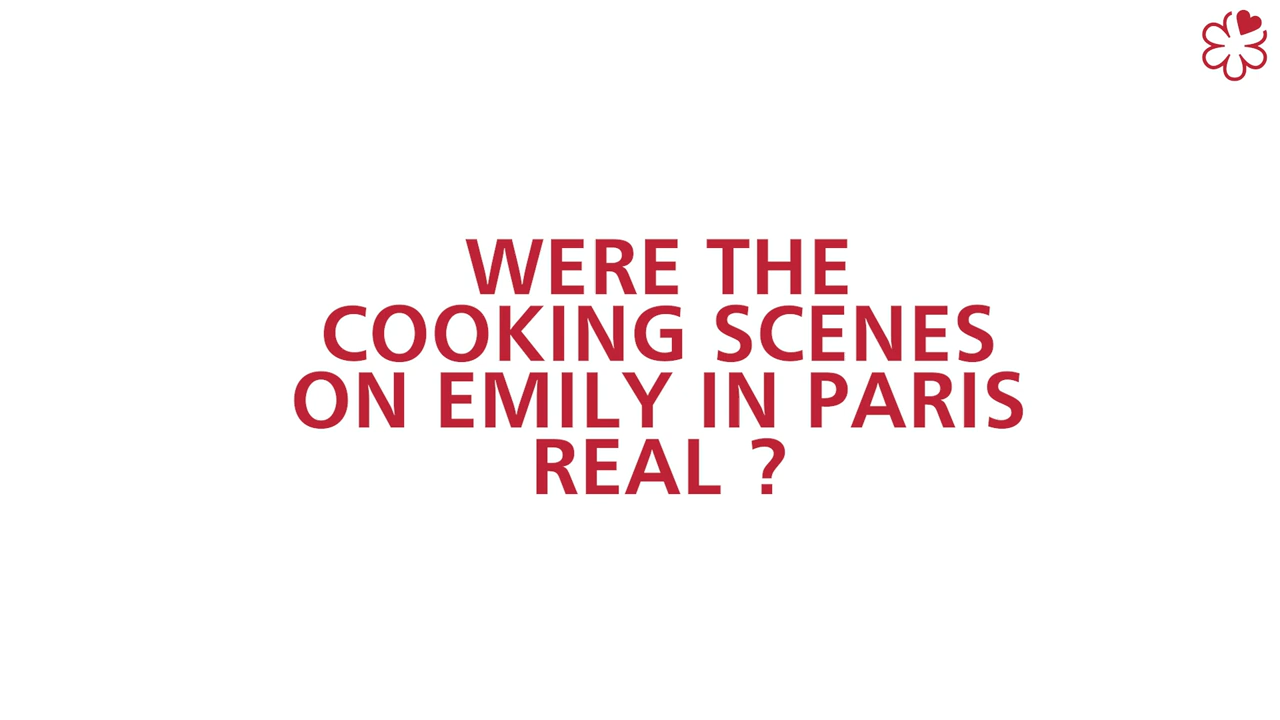 WERE THE
COOKING SCENES
ON EMILY IN PARIS
REAL ?